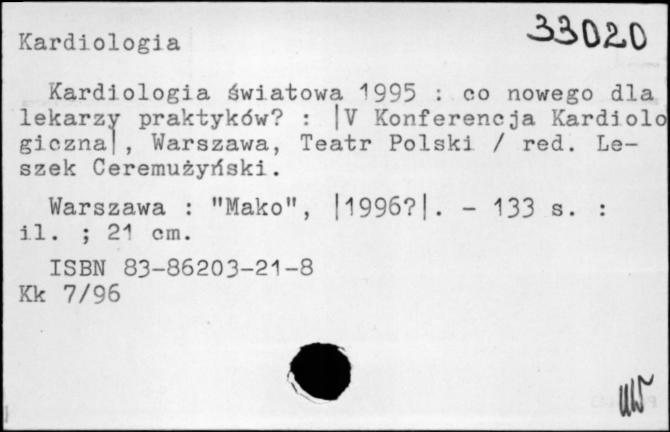 33020
Kardiologia
Kardiologia światowa 1995 : co nowego dla
lekarzy praktyków? : |V Konferencja Kardiolo
giczna|, Warszawa, Teatr Polski / red. Le-
szek Ceremużyński.
Warszawa : "Mako", |1996?|. - 133 s. :
il. ; 21 cm.
ISBN 83-86203-21-8
Kk 7/96